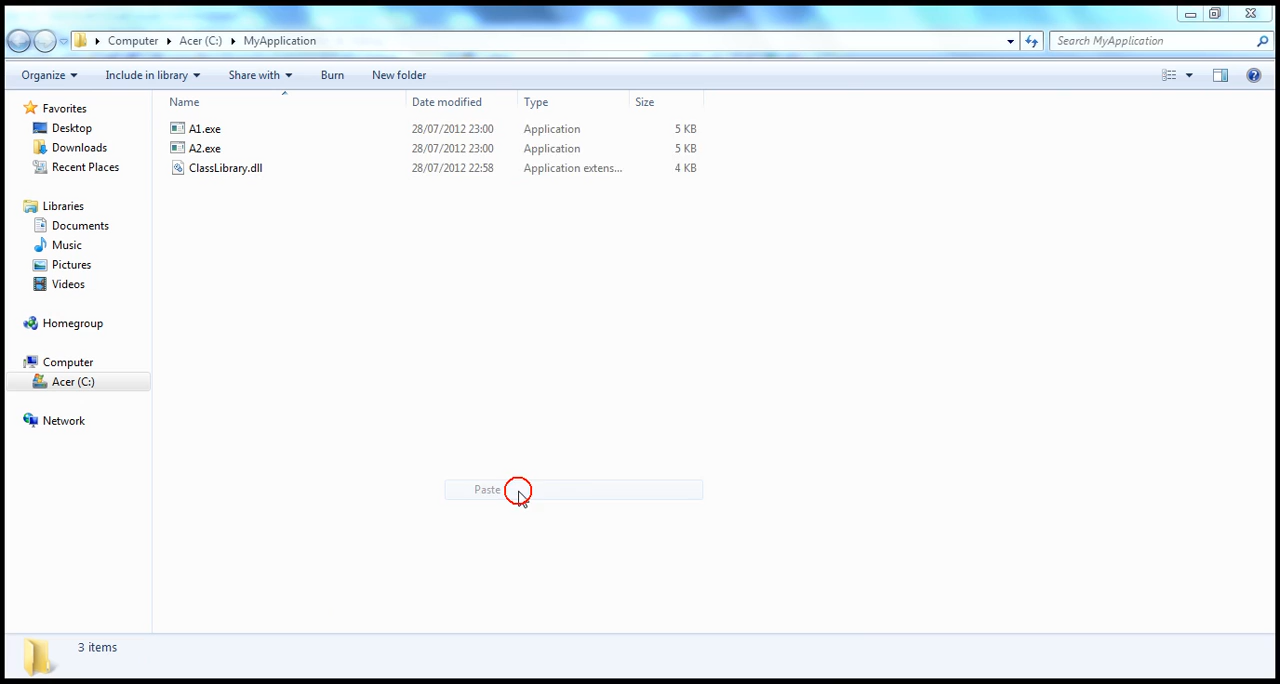 Computer Acer (C:) MyApplication Search MyApplication
Organize Include in library Share with Burn New folder
Favorites
Desktop
Downloads
Recent Places
Libraries
Documents
Music
Pictures
Videos
Homegroup
Computer
Acer (C:)
Network
Name Date modified Type Size
A1.exe 28/07/2012 23:00 Application 5 KB
A2.exe 28/07/2012 23:00 Application 5 KB
ClassLibrary.dll 28/07/2012 22:58 Application extens... 4 KB
Paste
3 items